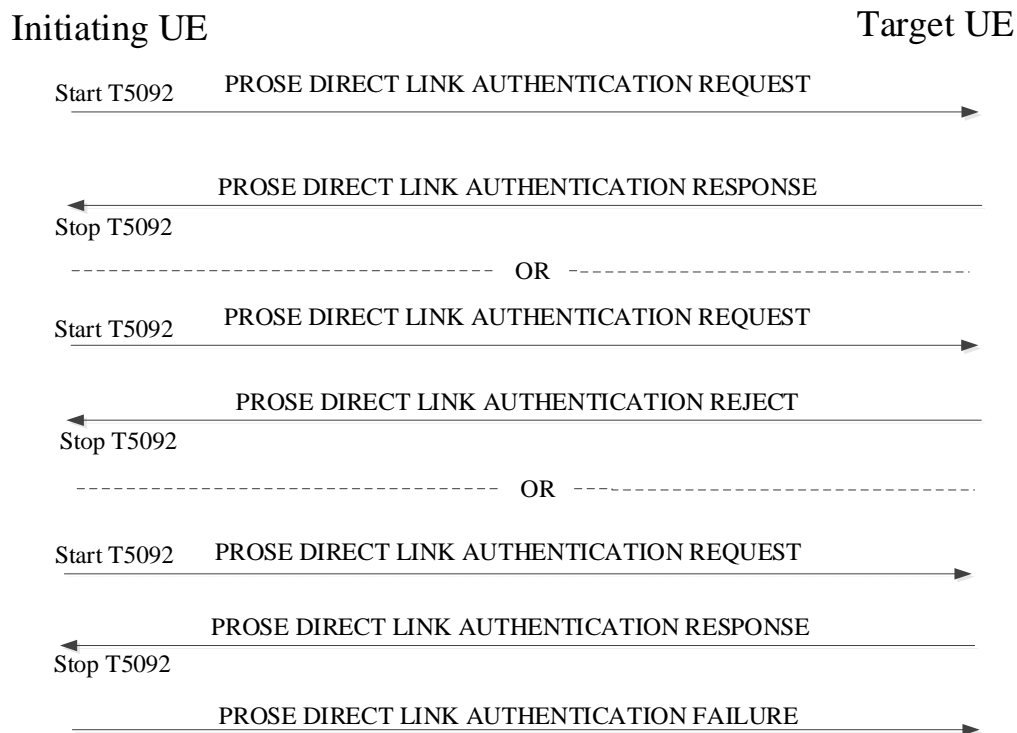 Initiating UE
Target UE
Start T5092
PROSE DIRECT LINK AUTHENTICATION REQUEST
PROSE DIRECT LINK AUTHENTICATION RESPONSE
Stop T5092
OR
Start T5092
PROSE DIRECT LINK AUTHENTICATION REQUEST
PROSE DIRECT LINK AUTHENTICATION REJECT
Stop T5092
OR
Start T5092
PROSE DIRECT LINK AUTHENTICATION REQUEST
PROSE DIRECT LINK AUTHENTICATION RESPONSE
Stop T5092
PROSE DIRECT LINK AUTHENTICATION FAILURE